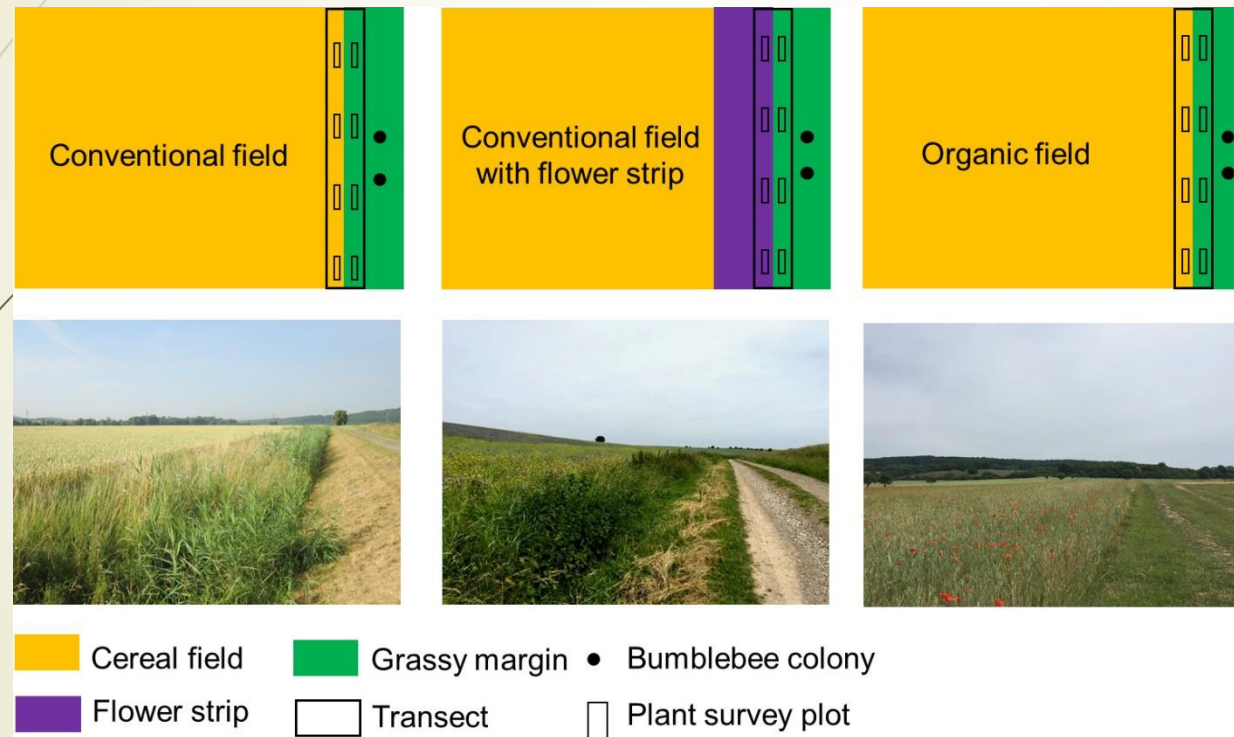 Conventional field
Conventional field
with flower strip
Organic field
Cereal field
Grassy margin
Bumblebee colony
Flower strip
Transect
Plant survey plot